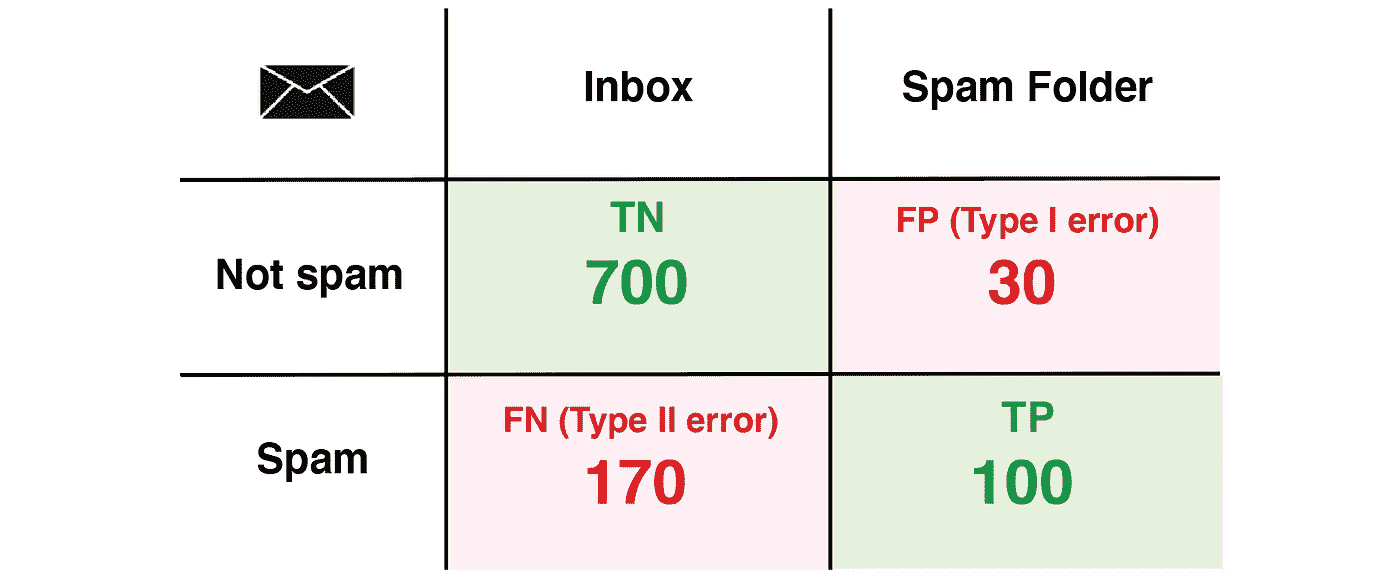 Inbox
Spam Folder
Not spam
TN
700
FP (Type I error)
30
Spam
FN (Type II error)
170
TP
100